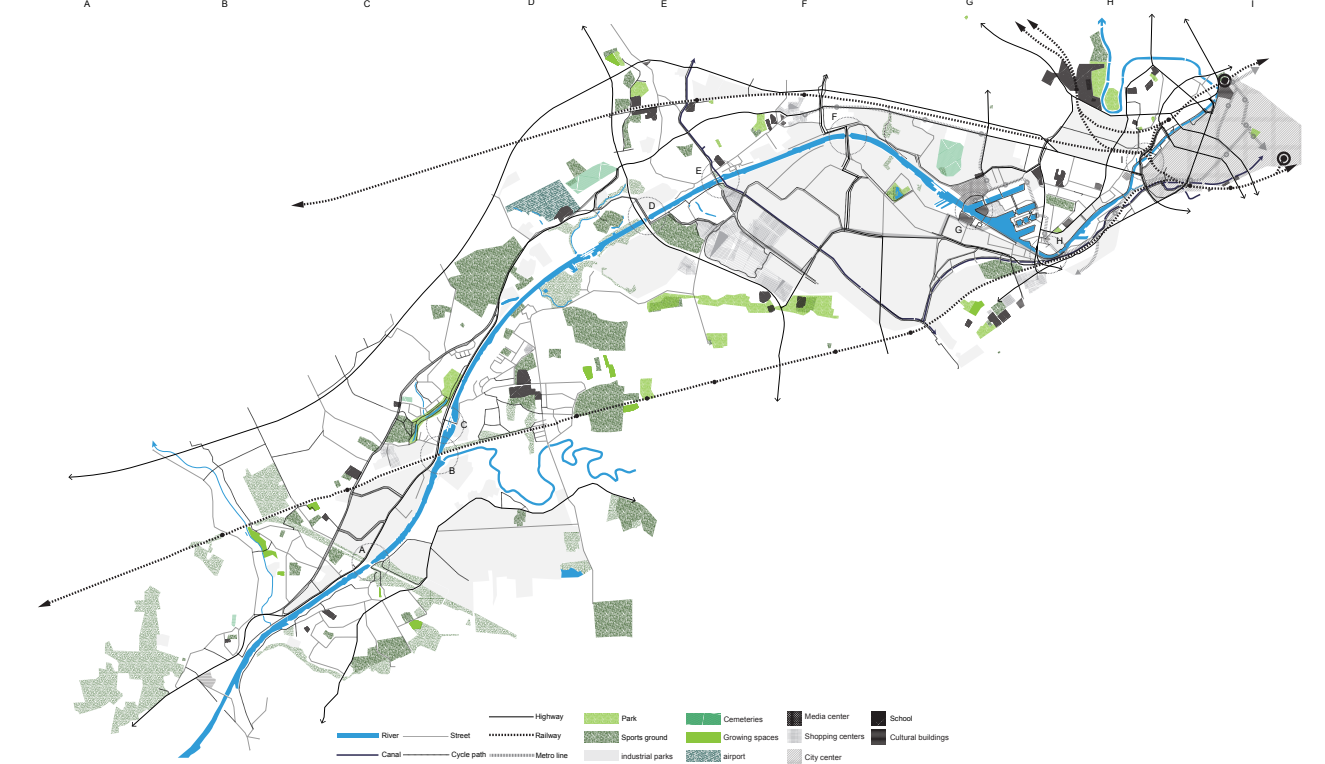 A B C D E F G H I
F
I
E
D
G
H
C
B
A
Highway
Park
Cemeteries
Media center
School
River
Street
Railway
Sports ground
Growing spaces
Shopping centers
Cultural buildings
Canal
Cycle path
Metro line
industrial parks
airport
City center